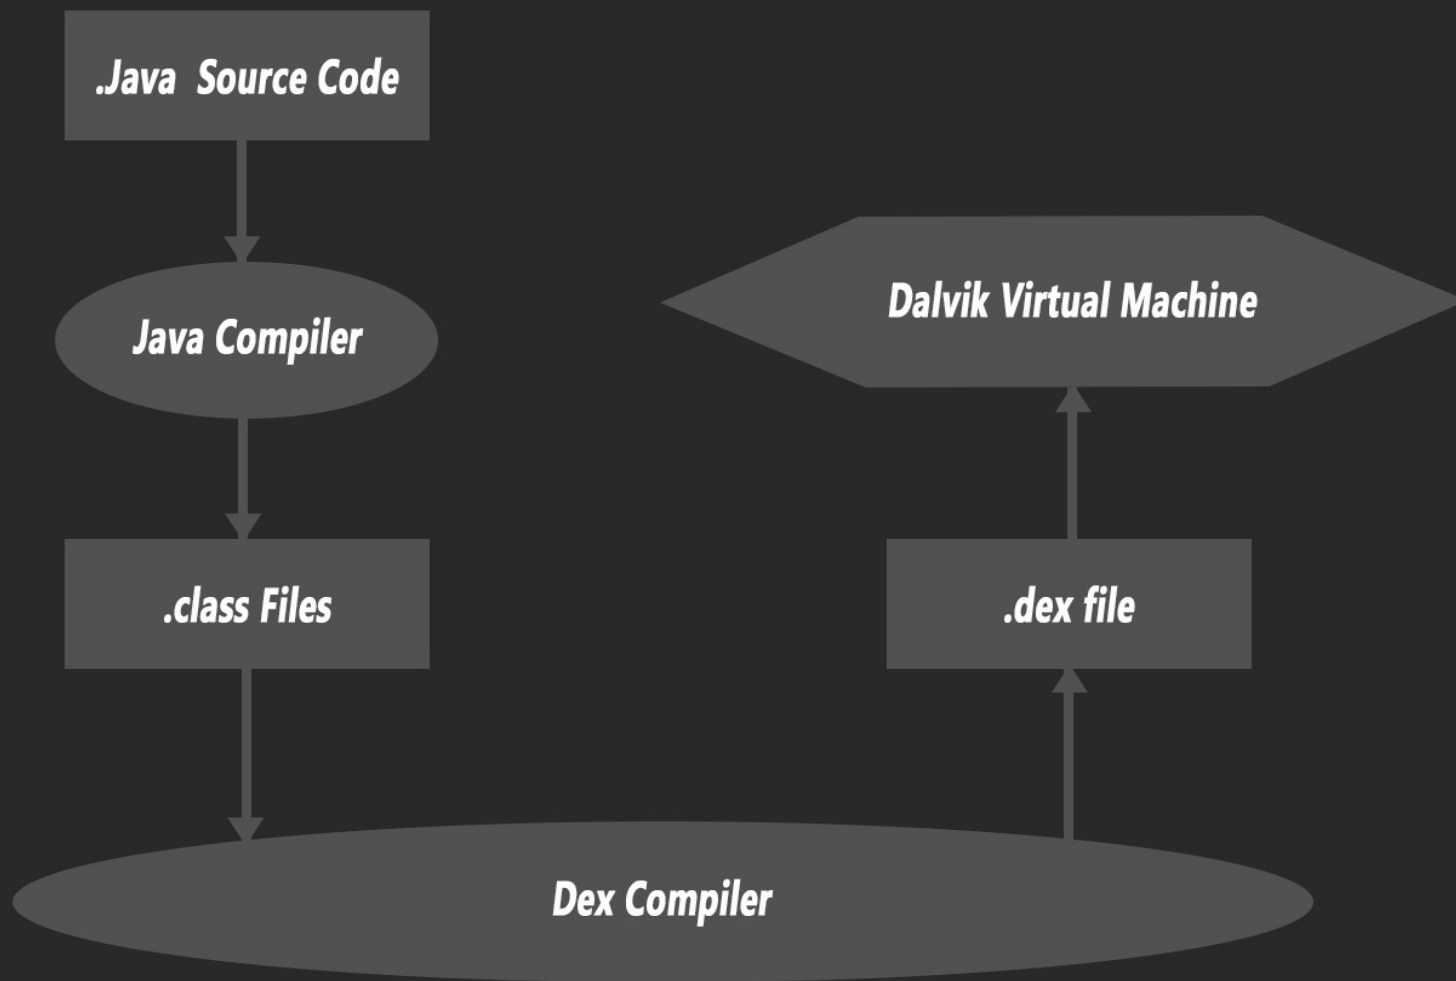 .Java Source Code
Java Compiler
.class Files
Dex Compiler
.dex file
Dalvik Virtual Machine